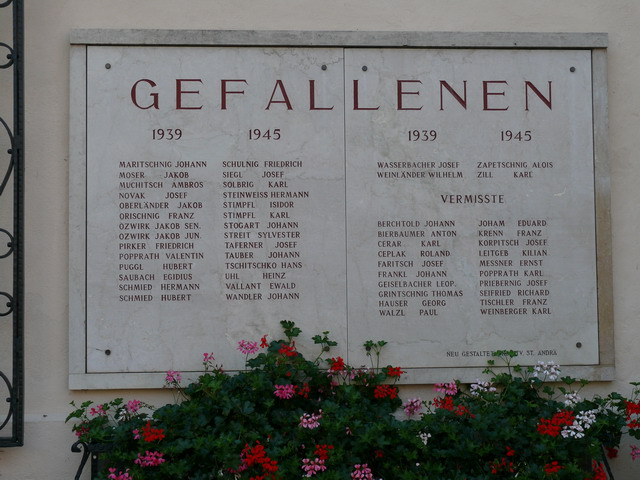 GEFALLENEN
1939 1945
MARITSCHNIG JOHANN SCHULNIG FRIEDRICH
MOSER JAKOB SIEGL JOSEF
MUCHITSCH AMBROS SOLBRIG KARL
NOVAK JOSEF STEINWEISS HERMANN
OBERLÄNDER JAKOB STIMPFL ISIDOR
ORISCHNIG FRANZ STIMPFL KARL
OZWIRK JAKOB SEN. STOGART JOHANN
OZWIRK JAKOB JUN. STREIT SYLVESTER
PIRKER FRIEDRICH TAFERNER JOSEF
POPPRATH VALENTIN TAUBER JOHANN
PUGGL HUBERT TSCHITSCHKO HANS
SAUBACH EGIDIUS UHL HEINZ
SCHMIED HERMANN VALLANT EWALD
SCHMIED HUBERT WANDLER JOHANN
1939 1945
WASSERBACHER JOSEF ZAPETSCHNIG ALOIS
WEINLÄNDER WILHELM ZILL KARL
VERMISSTE
BERCHTOLD JOHANN JOHAM EDUARD
BIERBAUMER ANTON KRENN FRANZ
CERAR KARL KORPITSCH JOSEF
CEPLAK ROLAND LEITGEB KILIAN
FARITSCH JOSEF MESSNER ERNST
FRANKL JOHANN POPPRATH KARL
GEISELBACHER LEOP. PRIEBERNIG JOSEF
GRINTSCHNIG THOMAS SEIFRIED RICHARD
HAUSER GEORG TISCHLER FRANZ
WALZL PAUL WEINBERGER KARL
NEU GESTALTET ST. ANDRÄ